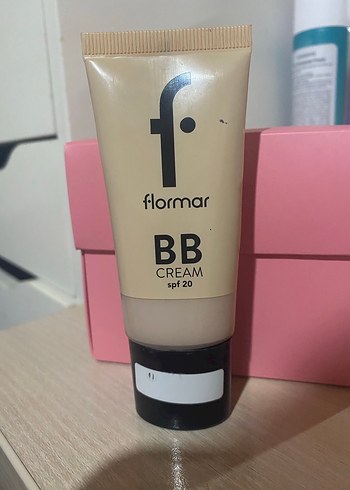 f
flormar
BB
CREAM
spf 20